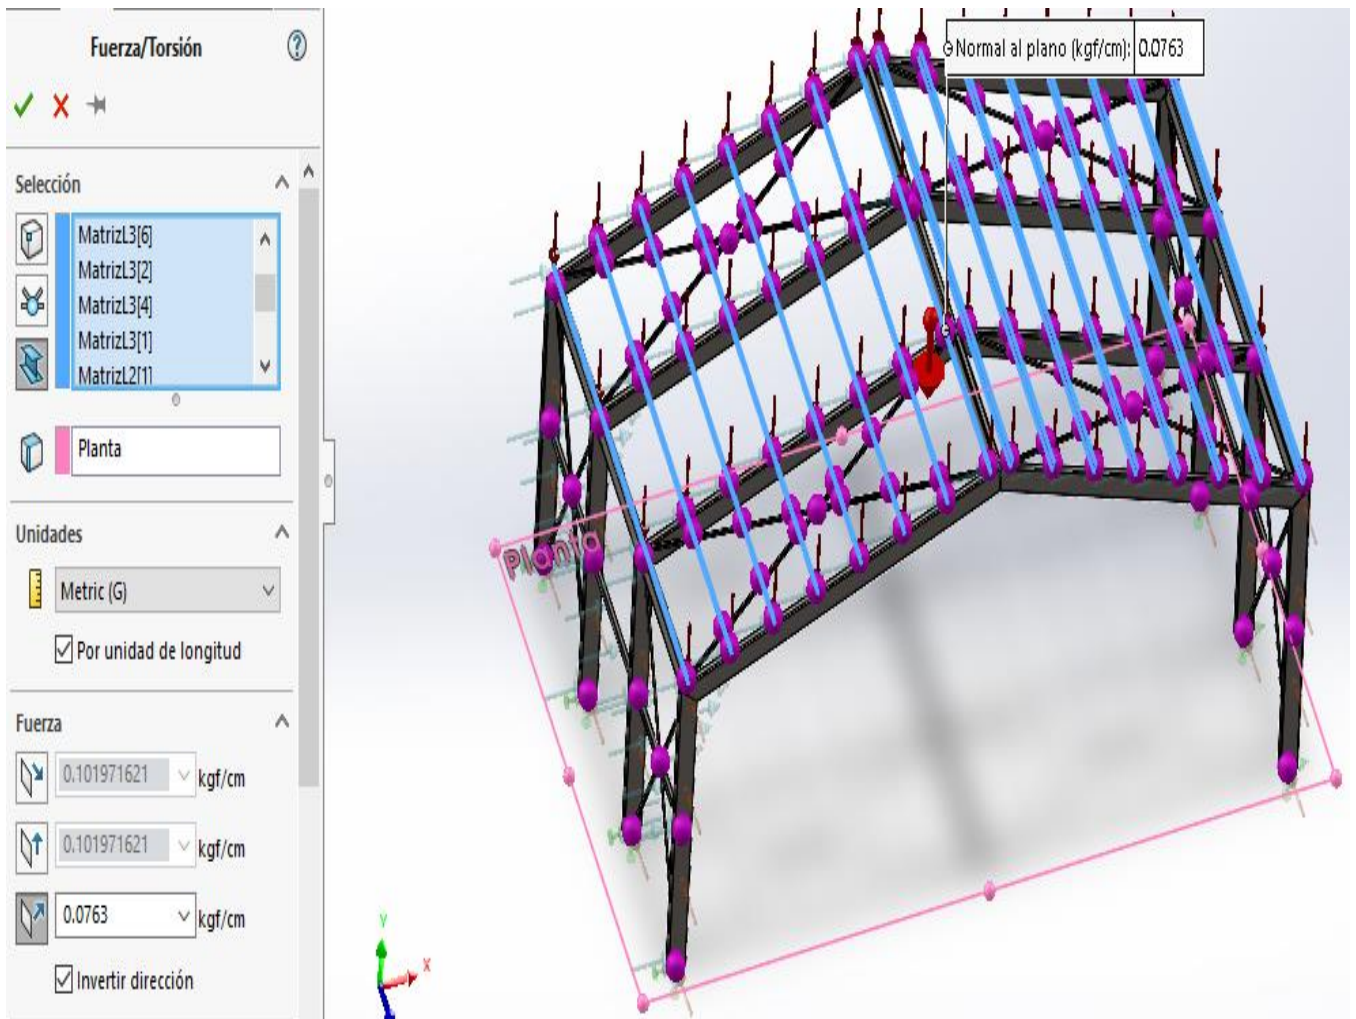 Fuerza/Torsión
?
Selección
MatrizL3[6]
MatrizL3[2]
MatrizL3[4]
MatrizL3[1]
MatrizL2[1]
Planta
Unidades
Metric (G)
Por unidad de longitud
Fuerza
0.101971621 kgf/cm
0.101971621 kgf/cm
0.0763 kgf/cm
Invertir dirección
Normal al plano (kgf/cm): 0.0763
Planta
Y
X